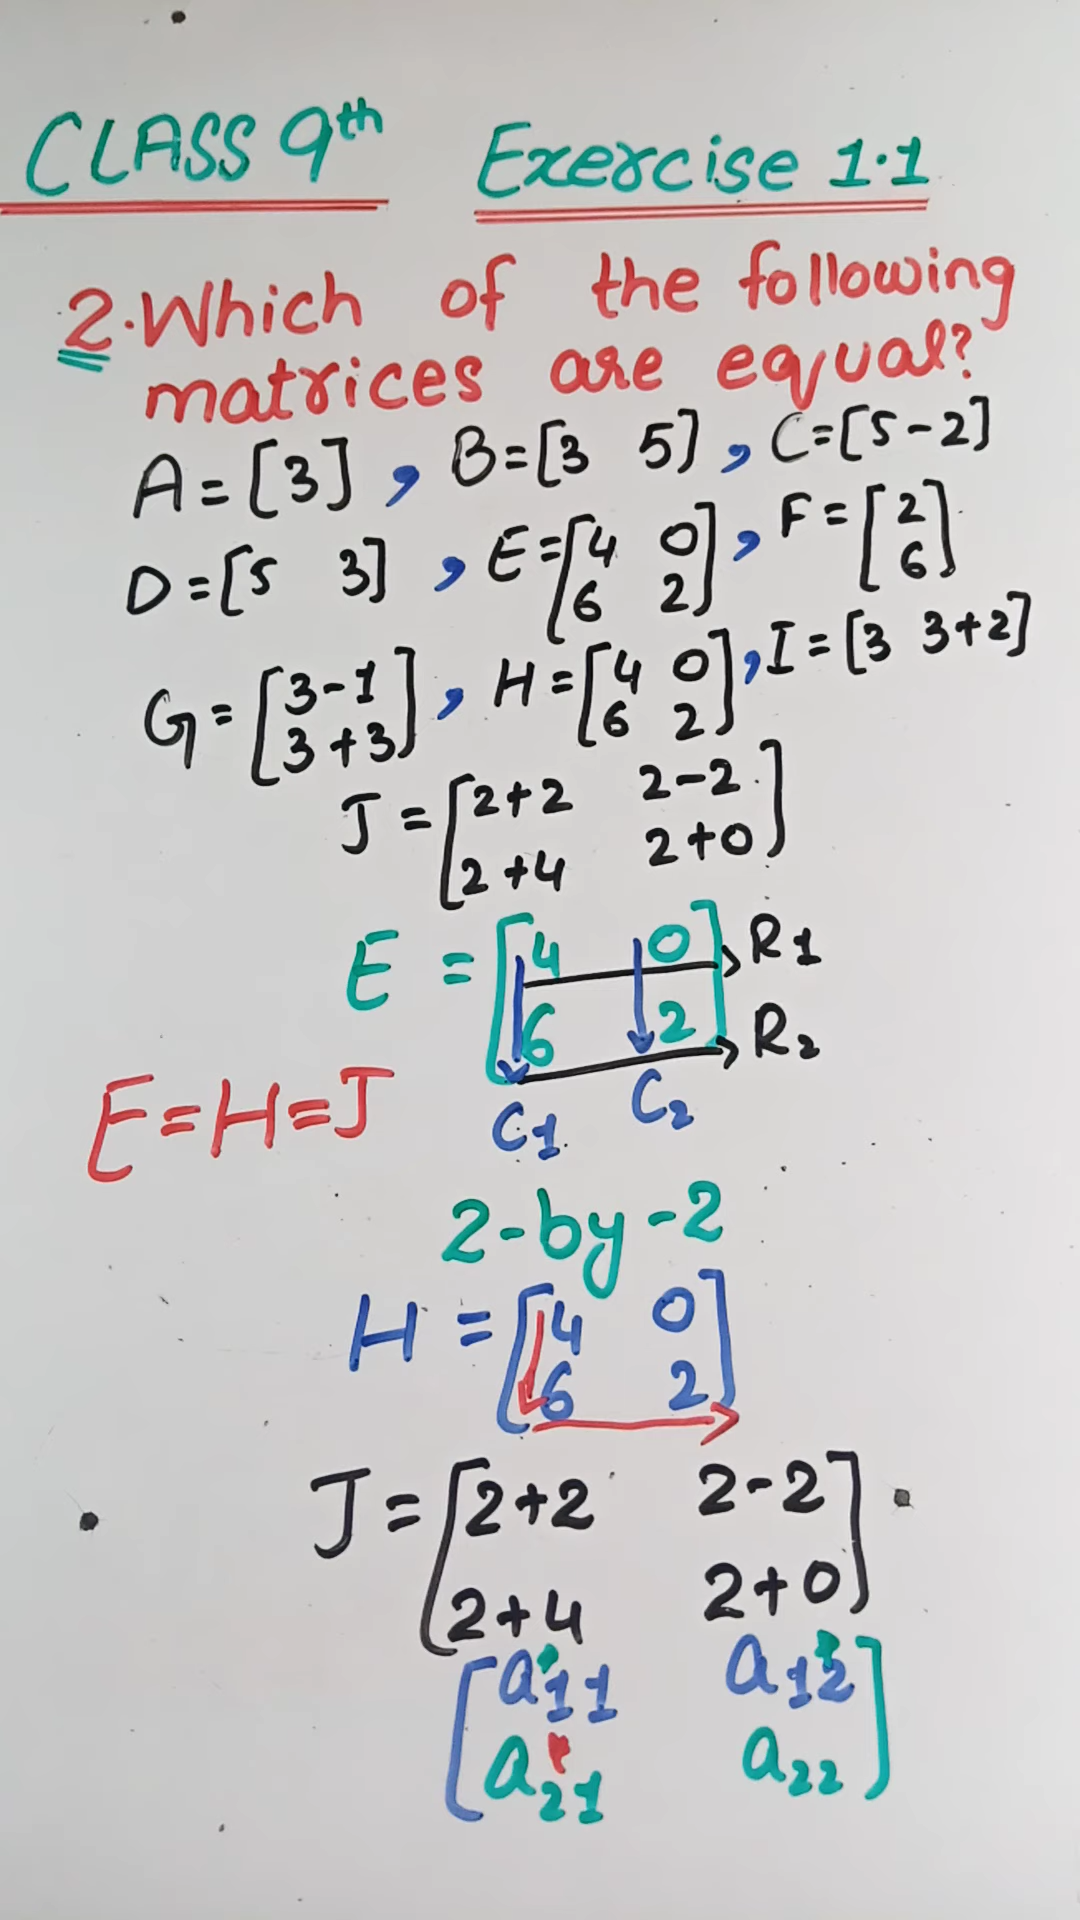 CLASS 9th Exercise 1.1
2. Which of the following
matrices are equal?
A = [3] , B = [3 5] , C = [5-2]
D = [5 3] , E = [4 0 , F = [2
6 2] 6]
G = [3-1 , H = [4 0 , I = [3 3+2]
3+3] 6 2]
J = [2+2 2-2
2+4 2+0]
E = [4 0 R1
6 2] R2
E=H=J C1 C2
2-by-2
H = [4 0
6 2]
J = [2+2 2-2
2+4 2+0]
[a11 a12
a21 a22]